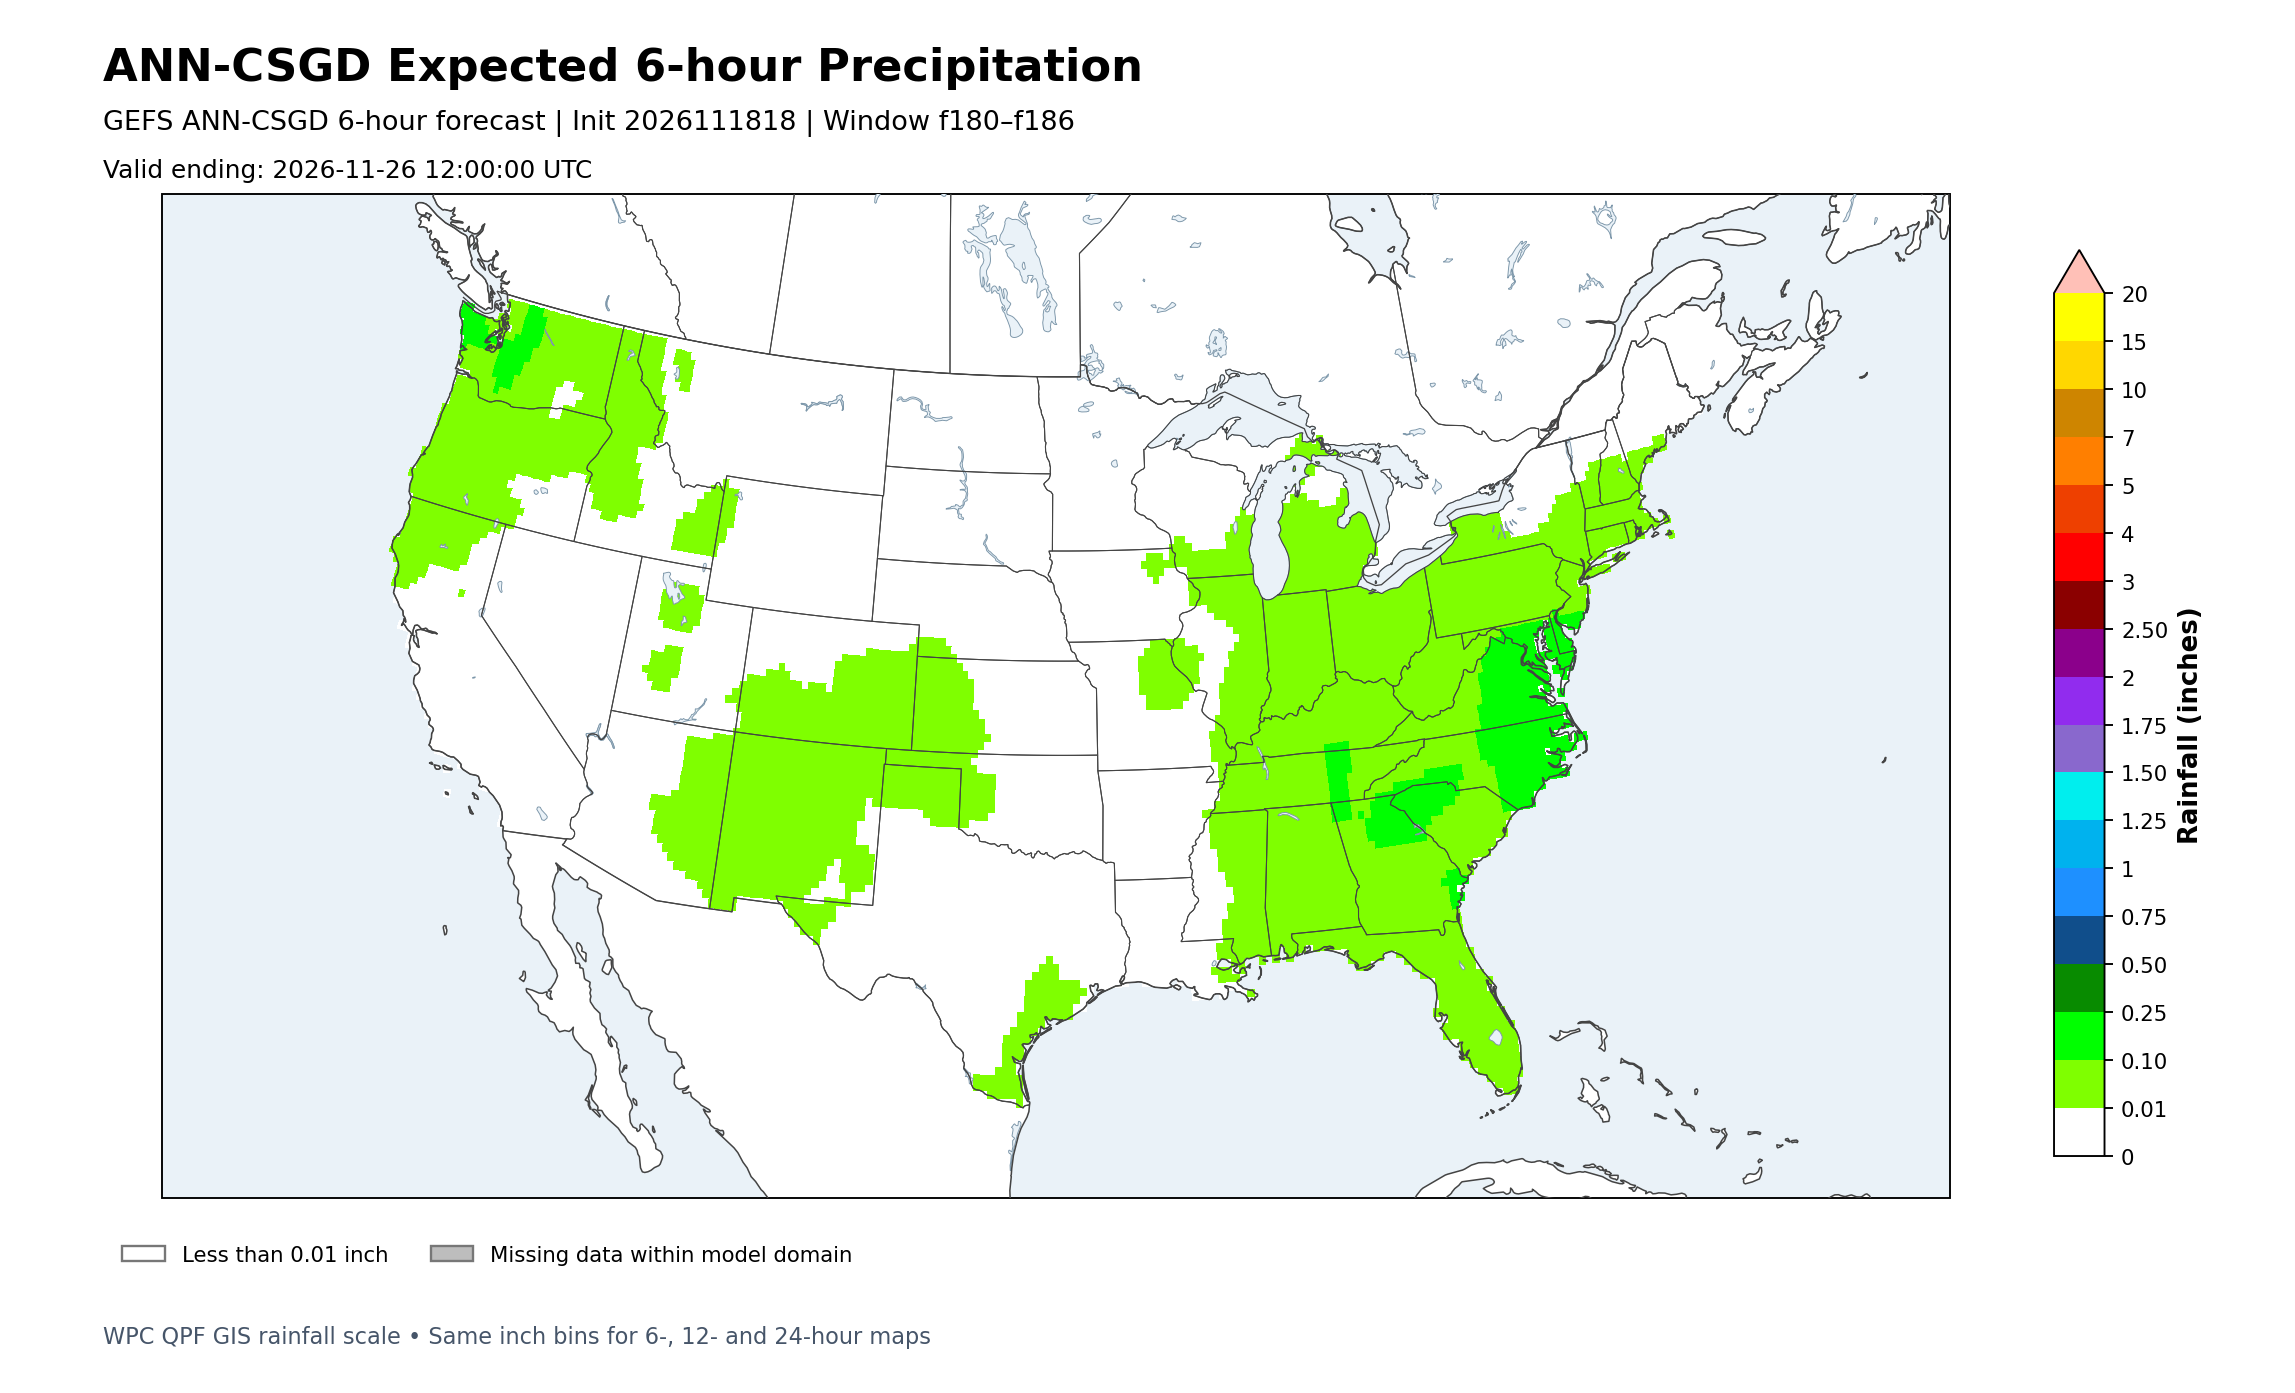 ANN-CSGD Expected 6-hour Precipitation
GEFS ANN-CSGD 6-hour forecast | Init 2026111818 | Window f180–f186
Valid ending: 2026-11-26 12:00:00 UTC
20
15
10
7
5
4
3
2.50
2
1.75
1.50
1.25
1
0.75
0.50
0.25
0.10
0.01
0
Rainfall (inches)
Less than 0.01 inch
Missing data within model domain
WPC QPF GIS rainfall scale • Same inch bins for 6-, 12- and 24-hour maps